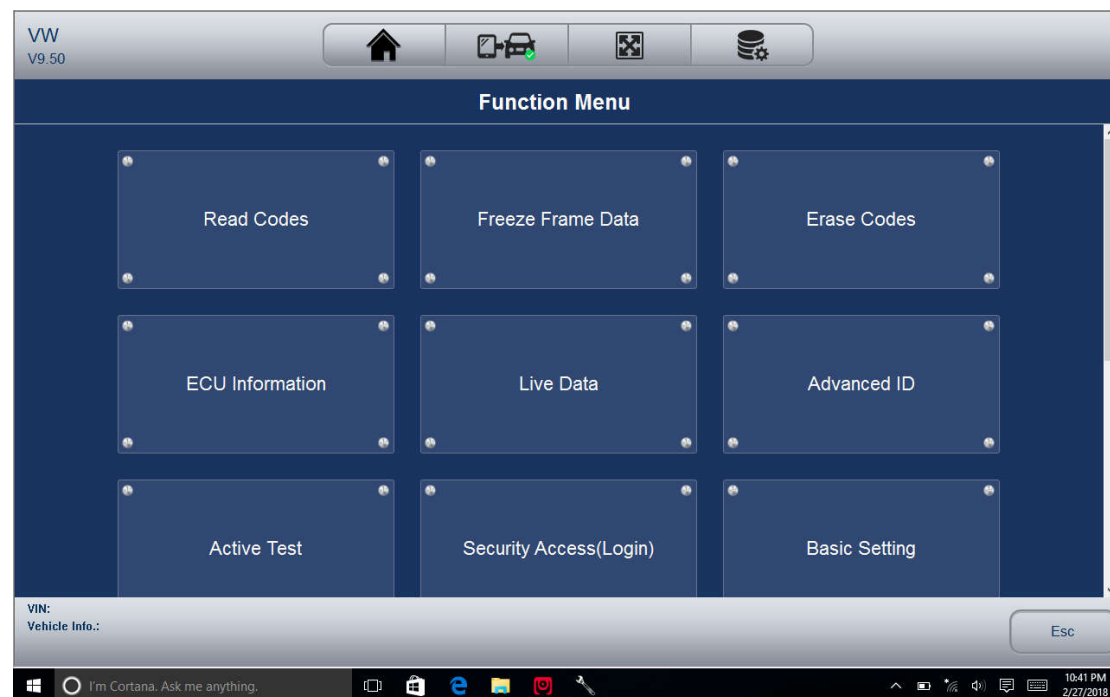 VW
V9.50
Function Menu
Read Codes
Freeze Frame Data
Erase Codes
ECU Information
Live Data
Advanced ID
Active Test
Security Access(Login)
Basic Setting
VIN:
Vehicle Info.:
Esc
I'm Cortana. Ask me anything.
10:41 PM
2/27/2018